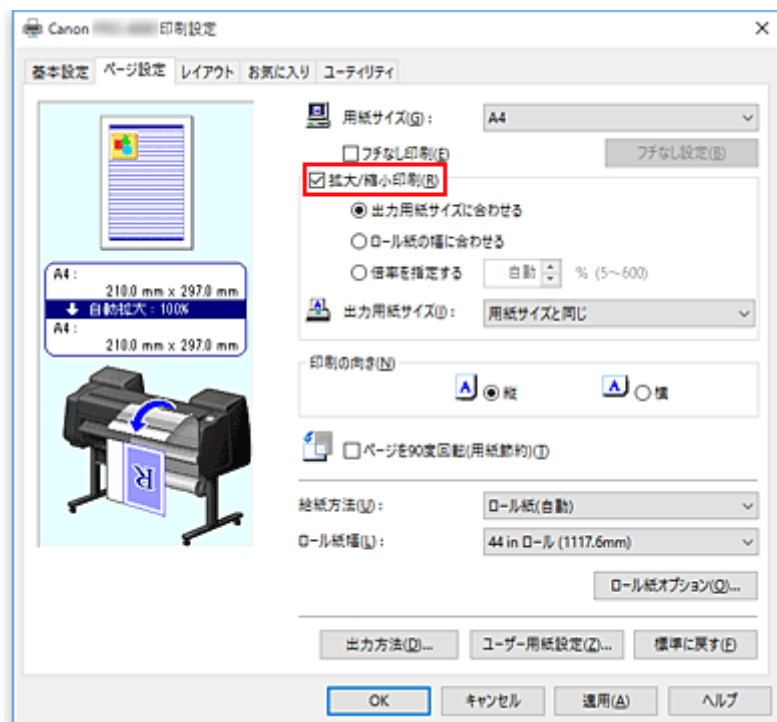 Canon 印刷設定
基本設定 ページ設定 レイアウト お気に入り ユーティリティ
用紙サイズ(G): A4
フチなし印刷(E) フチなし設定(B)
拡大/縮小印刷(R)
出力用紙サイズに合わせる
ロール紙の幅に合わせる
倍率を指定する 自動 % (5～600)
A4 :
210.0 mm x 297.0 mm
自動拡大 : 100%
A4 :
210.0 mm x 297.0 mm
出力用紙サイズ(I): 用紙サイズと同じ
印刷の向き(N)
A 縦 A 横
ページを90度回転(用紙節約)(T)
R
給紙方法(U): ロール紙(自動)
ロール紙幅(L): 44 in ロール (1117.6mm)
ロール紙オプション(O)...
出力方法(D)... ユーザー用紙設定(Z)... 標準に戻す(F)
OK キャンセル 適用(A) ヘルプ